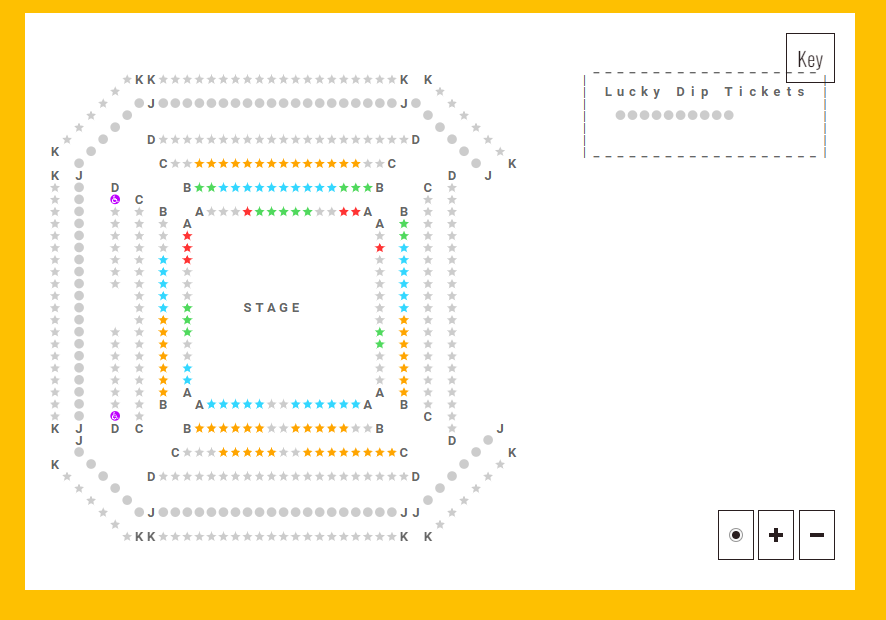 Key
K K K K
Lucky Dip Tickets
J J
D D
K C C K
J D J
K D B B C
C
B A A B
A A
STAGE
A A
B A A B
C
K J D C B B
J
J D
K C C K
D D
J J J
K K K K